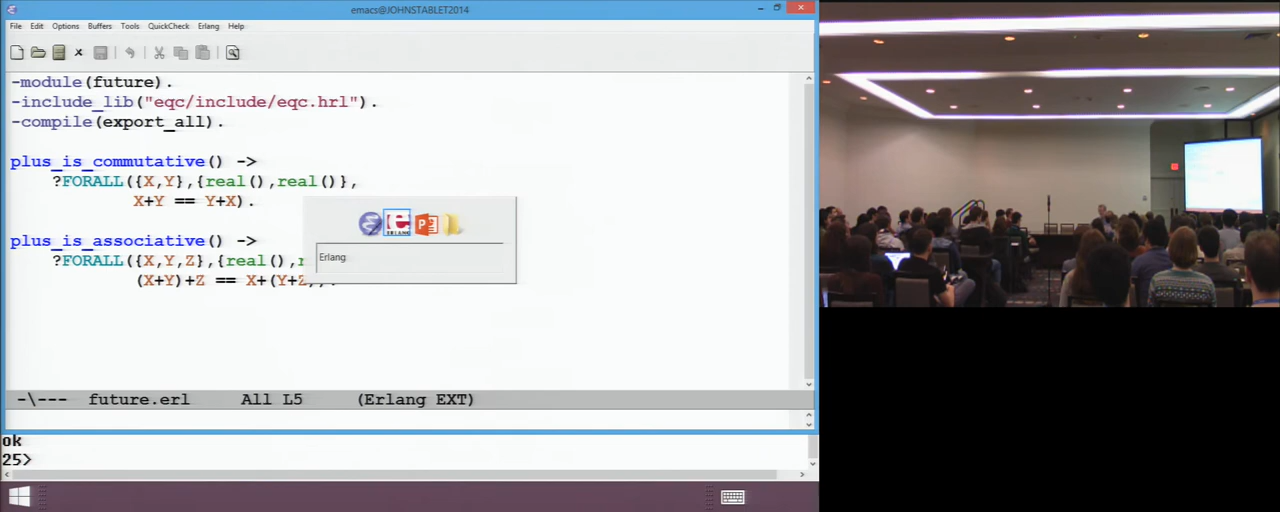 emacs@JOHNSTABLET2014
File Edit Options Buffers Tools QuickCheck Erlang Help
-module(future).
-include_lib("eqc/include/eqc.hrl").
-compile(export_all).
plus_is_commutative() ->
?FORALL({X,Y},{real(),real()},
X+Y == Y+X).
plus_is_associative() ->
?FORALL({X,Y,Z},{real(),r
(X+Y)+Z == X+(Y+Z)).
ERLANG
Erlang
-\--- future.erl All L5 (Erlang EXT)
ok
25>